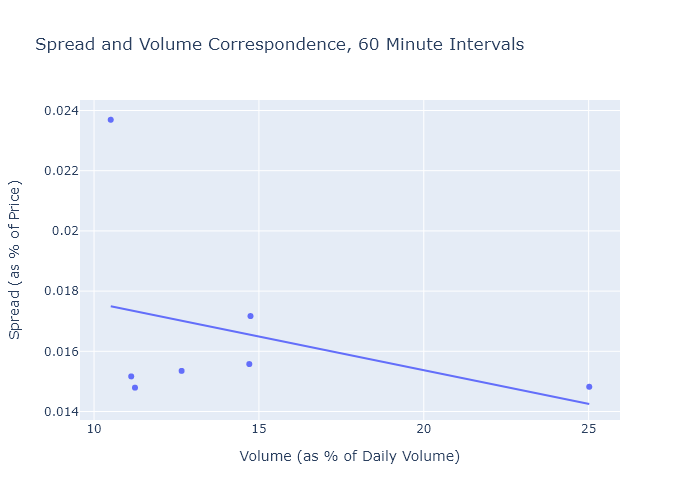 Spread and Volume Correspondence, 60 Minute Intervals
0.024
0.022
0.02
0.018
0.016
0.014
Spread (as % of Price)
10 15 20 25
Volume (as % of Daily Volume)